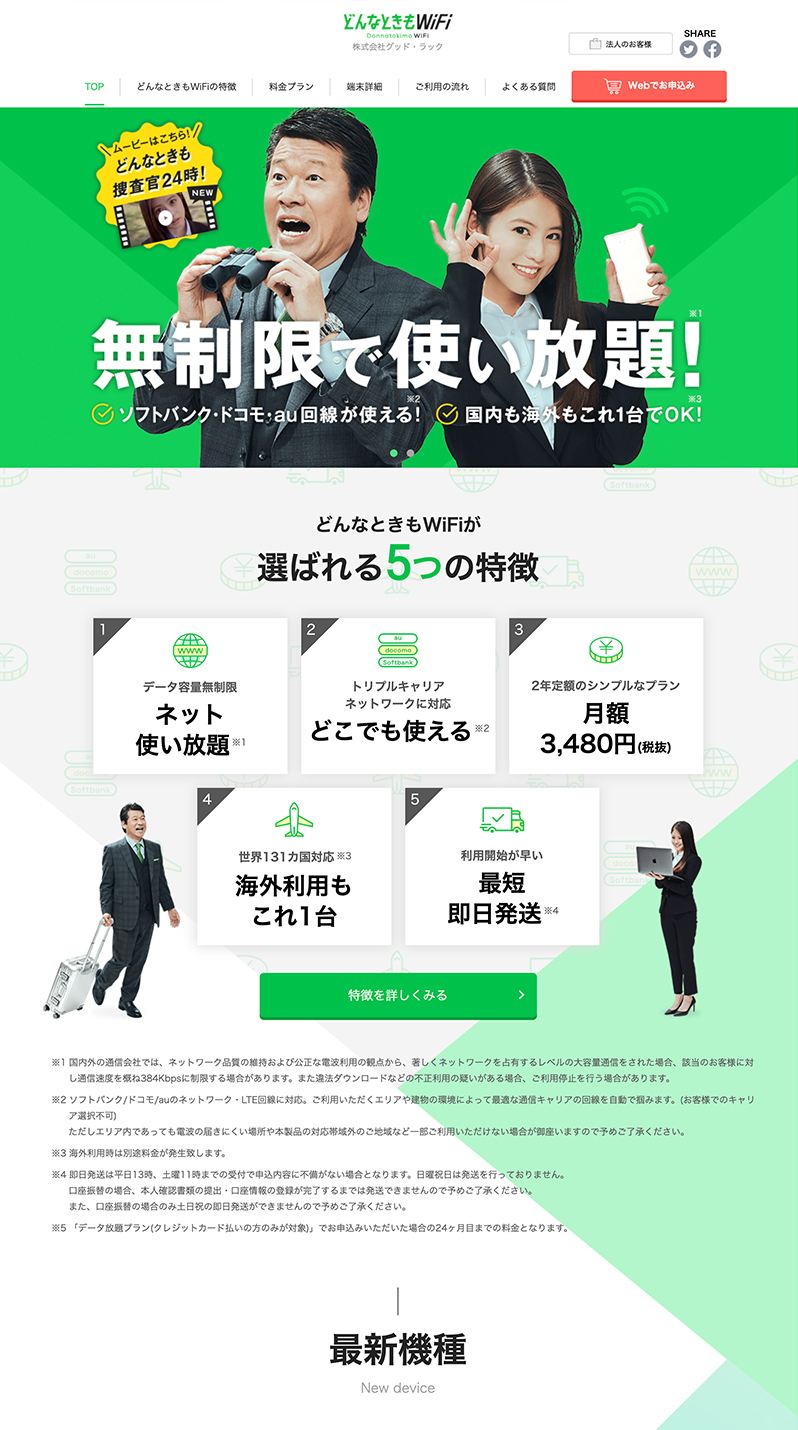 どんなときもWiFi
Donnatokimo WiFi
株式会社グッド・ラック
法人のお客様
SHARE
TOP
どんなときもWiFiの特徴
料金プラン
端末詳細
ご利用の流れ
よくある質問
Webでお申込み
ムービーはこちら!
どんなときも
捜査官24時!
NEW
※1
無制限で使い放題!
※2
ソフトバンク・ドコモ・au回線が使える!
※3
国内も海外もこれ1台でOK!
どんなときもWiFiが
選ばれる5つの特徴
1
www
データ容量無制限
ネット
使い放題※1
2
au
docomo
Softbank
トリプルキャリア
ネットワークに対応
どこでも使える※2
3
2年定額のシンプルなプラン
月額
3,480円(税抜)
4
世界131カ国対応※3
海外利用も
これ1台
5
利用開始が早い
最短
即日発送※4
特徴を詳しくみる
※1 国内外の通信会社では、ネットワーク品質の維持および公正な電波利用の観点から、著しくネットワークを占有するレベルの大容量通信をされた場合、該当のお客様に対
し通信速度を概ね384Kbpsに制限する場合があります。また違法ダウンロードなどの不正利用の疑いがある場合、ご利用停止を行う場合があります。
※2 ソフトバンク/ドコモ/auのネットワーク・LTE回線に対応。ご利用いただくエリアや建物の環境によって最適な通信キャリアの回線を自動で掴みます。(お客様でのキャリ
ア選択不可)
ただしエリア内であっても電波の届きにくい場所や本製品の対応帯域外のご地域など一部ご利用いただけない場合が御座いますので予めご了承ください。
※3 海外利用時は別途料金が発生致します。
※4 即日発送は平日13時、土曜11時までの受付で申込内容に不備がない場合となります。日曜祝日は発送を行っておりません。
口座振替の場合、本人確認書類の提出・口座情報の登録が完了するまでは発送できませんので予めご了承ください。
また、口座振替の場合のみ土日祝の即日発送ができませんので予めご了承ください。
※5 「データ放題プラン(クレジットカード払いの方のみが対象)」でお申込みいただいた場合の24ヶ月目までの料金となります。
最新機種
New device